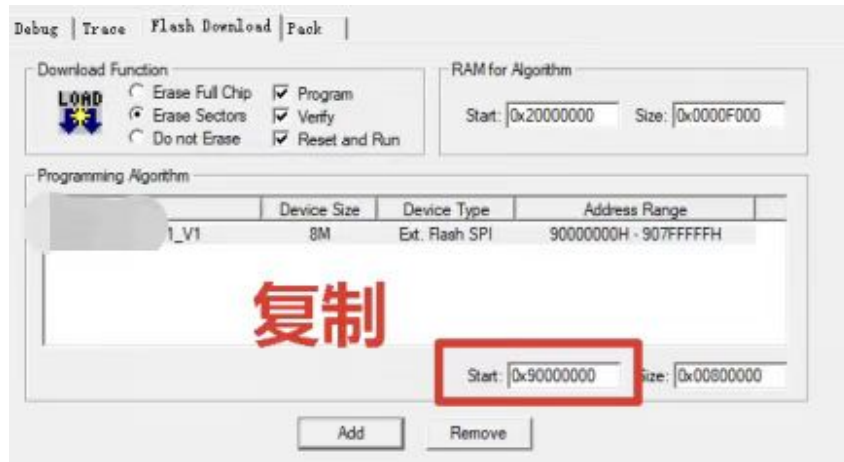 Debug | Trace Flash Download | Pack |
Download Function
LOAD
Erase Full Chip
Erase Sectors
Do not Erase
Program
Verify
Reset and Run
RAM for Algorithm
Start: 0x20000000 Size: 0x0000F000
Programming Algorithm
Device Size Device Type Address Range
1_V1 8M Ext. Flash SPI 90000000H - 907FFFFFH
复制
Start: 0x90000000 Size: 0x00800000
Add Remove